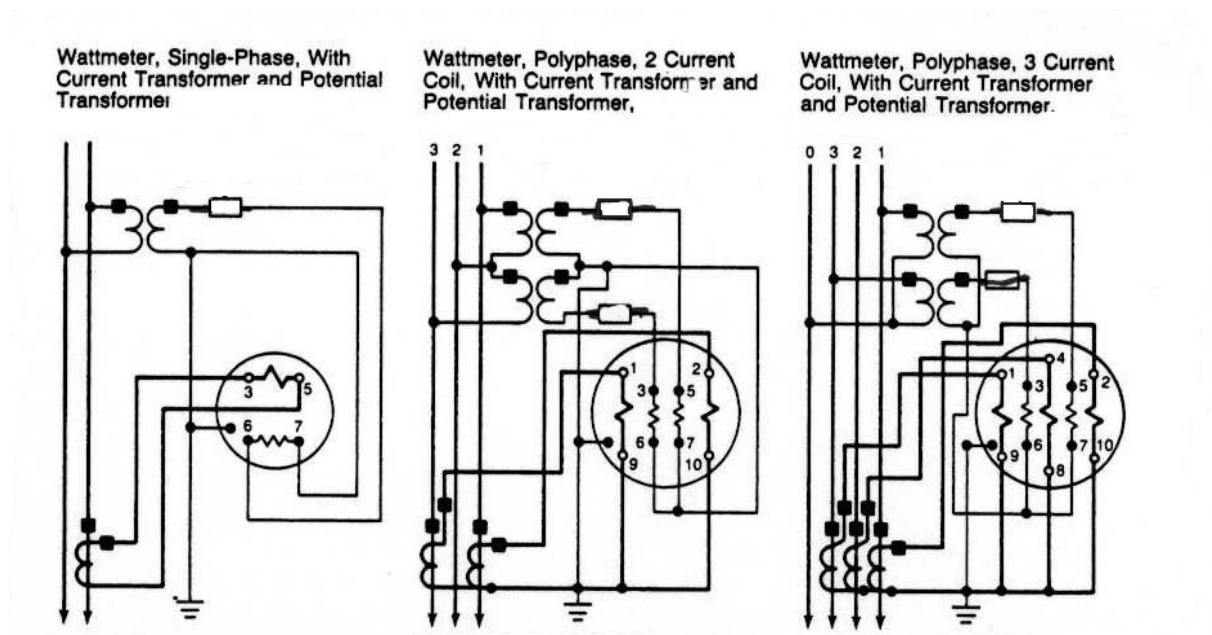 Wattmeter, Single-Phase, With
Current Transformer and Potential
Transformer
Wattmeter, Polyphase, 2 Current
Coil, With Current Transformer and
Potential Transformer,
Wattmeter, Polyphase, 3 Current
Coil, With Current Transformer
and Potential Transformer.
3 2 1
0 3 2 1
3 5
6 7
1 2
3 5
6 7
9 10
4
1 2
3 5
6 7
9 10
8